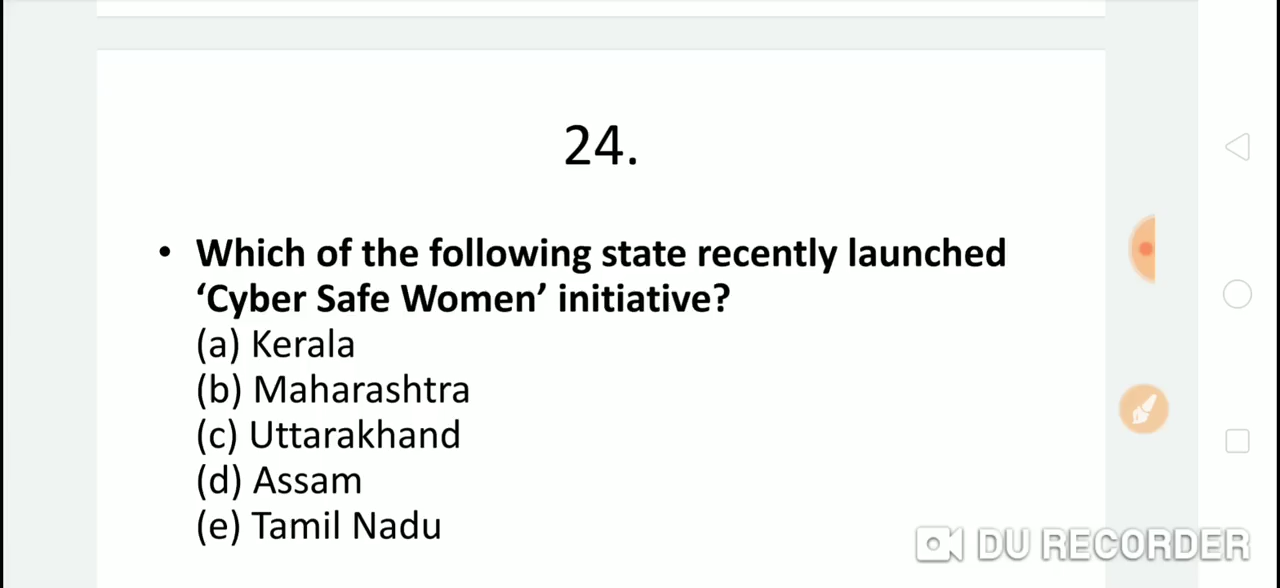 24.
• Which of the following state recently launched
‘Cyber Safe Women’ initiative?
(a) Kerala
(b) Maharashtra
(c) Uttarakhand
(d) Assam
(e) Tamil Nadu
DU RECORDER